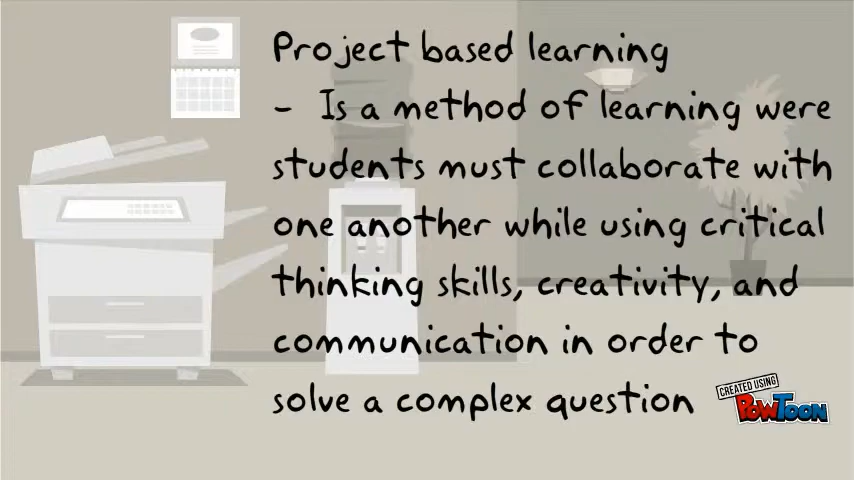 Project based learning
- Is a method of learning were
students must collaborate with
one another while using critical
thinking skills, creativity, and
communication in order to
solve a complex question
CREATED USING
POWTOON